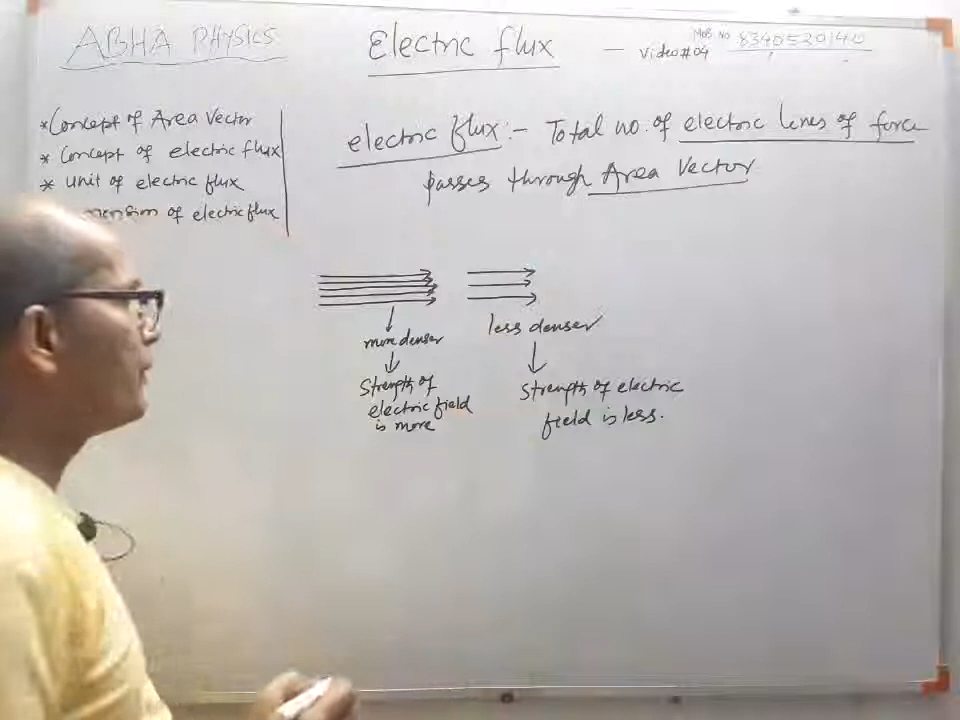 ABHA PHYSICS
Electric flux
— Video#04
Mob. No 8340520140
*Concept of Area Vector
* Concept of electric flux
* Unit of electric flux
mension of electric flux
electric flux:- Total no. of electric lines of force
passes through Area Vector
more denser
Strength of
electric field
is more
less denser
Strength of electric
field is less.